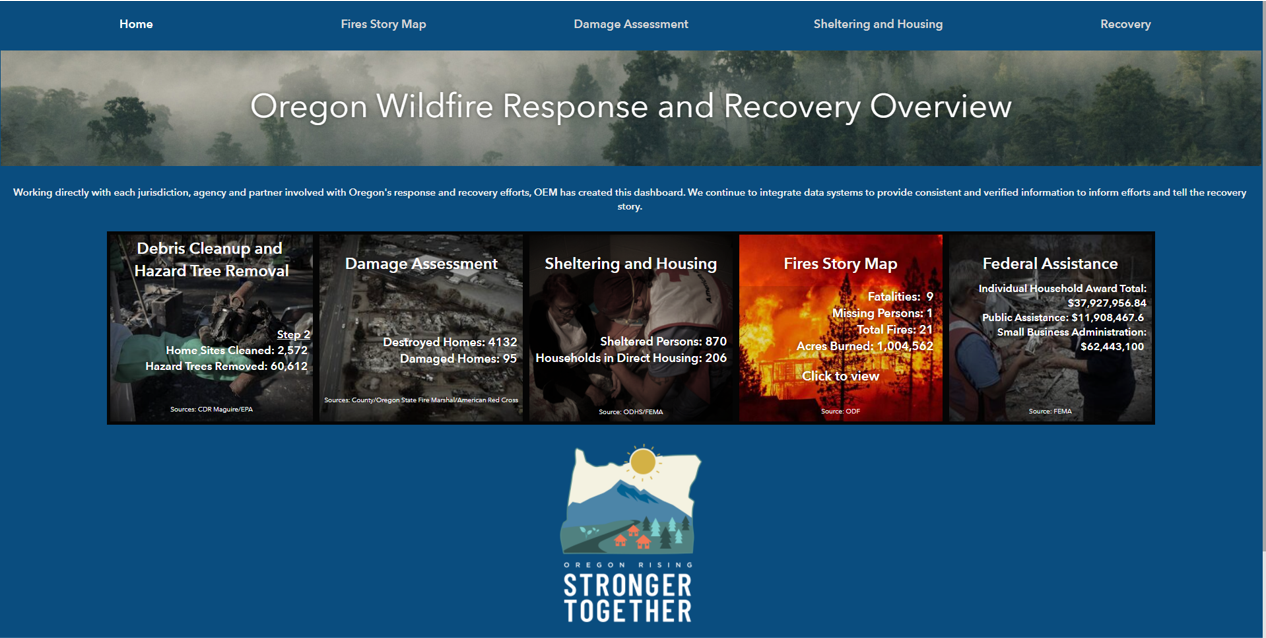 Home
Fires Story Map
Damage Assessment
Sheltering and Housing
Recovery
Oregon Wildfire Response and Recovery Overview
Working directly with each jurisdiction, agency and partner involved with Oregon's response and recovery efforts, OEM has created this dashboard. We continue to integrate data systems to provide consistent and verified information to inform efforts and tell the recovery
story.
Debris Cleanup and
Hazard Tree Removal
Step 2
Home Sites Cleaned: 2,572
Hazard Trees Removed: 60,612
Sources: CDR Maguire/EPA
Damage Assessment
Destroyed Homes: 4132
Damaged Homes: 95
Sources: County/Oregon State Fire Marshal/American Red Cross
Sheltering and Housing
Sheltered Persons: 870
Households in Direct Housing: 206
Source: ODHS/FEMA
Fires Story Map
Fatalities: 9
Missing Persons: 1
Total Fires: 21
Acres Burned: 1,004,562
Click to view
Source: ODF
Federal Assistance
Individual Household Award Total:
$37,927,956.84
Public Assistance: $11,908,467.6
Small Business Administration:
$62,443,100
Source: FEMA
OREGON RISING
STRONGER
TOGETHER